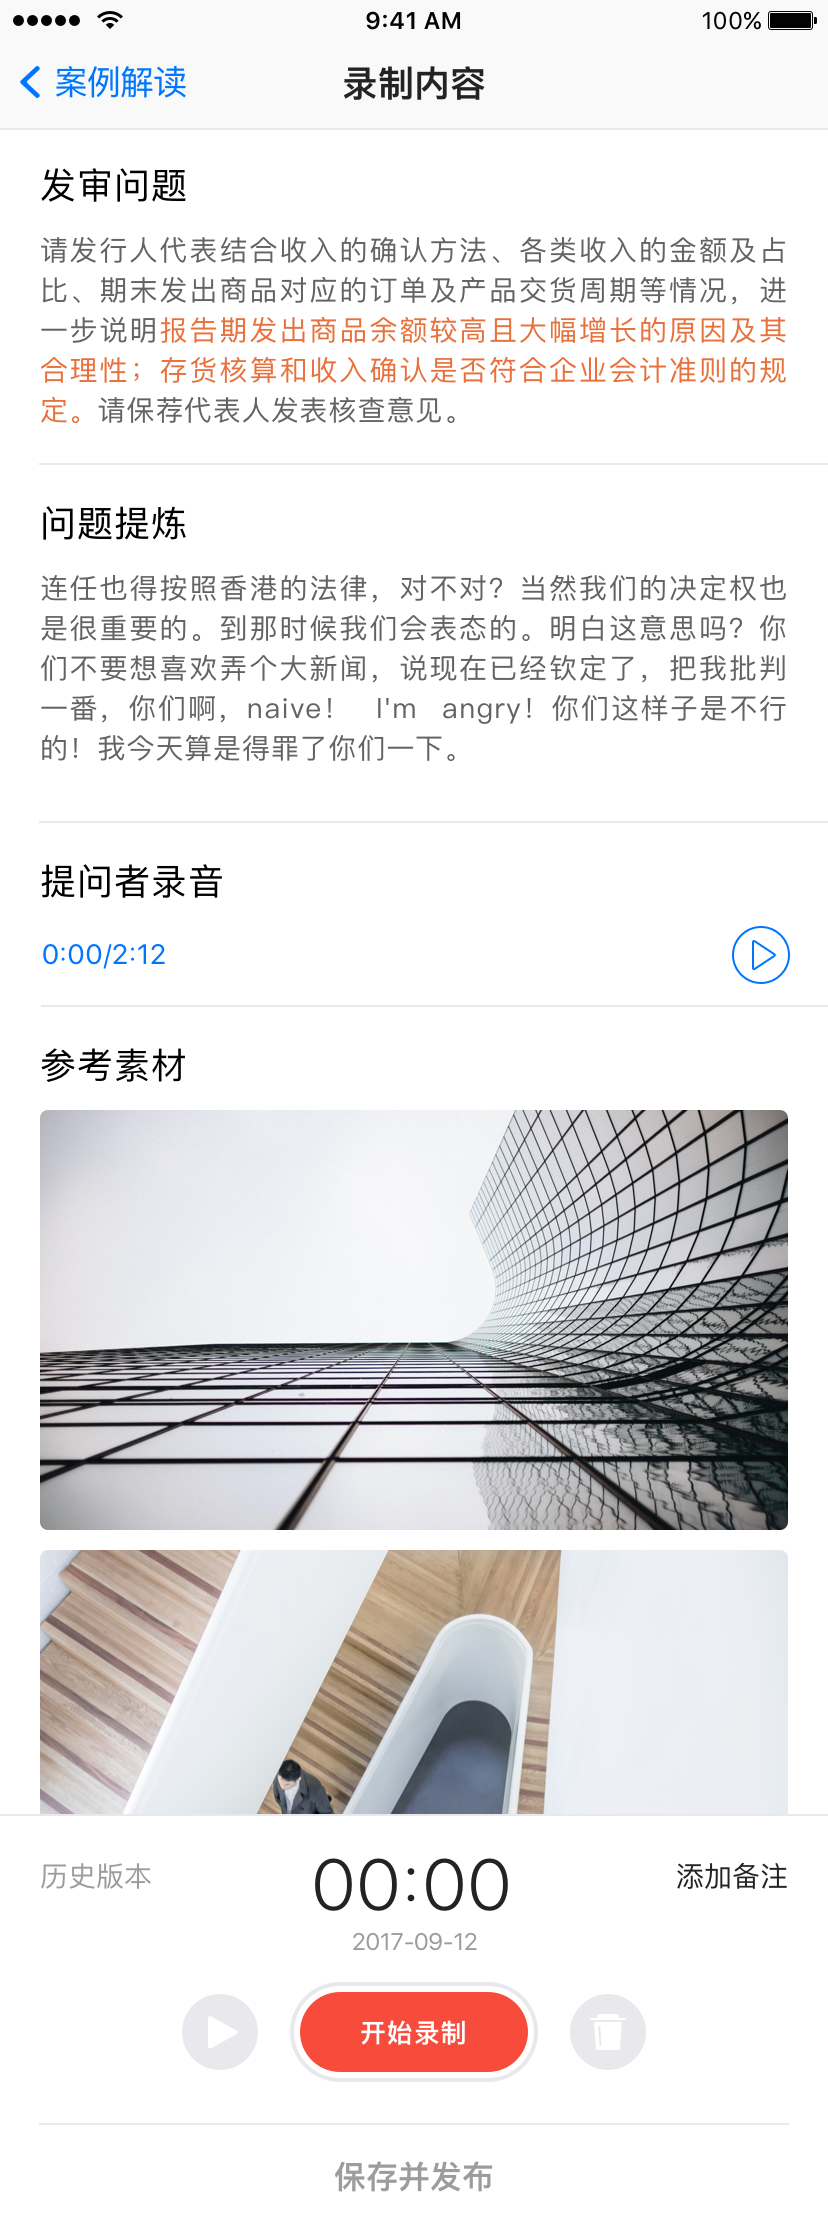 9:41 AM
100%
案例解读
录制内容
发审问题
请发行人代表结合收入的确认方法、各类收入的金额及占
比、期末发出商品对应的订单及产品交货周期等情况，进
一步说明报告期发出商品余额较高且大幅增长的原因及其
合理性；存货核算和收入确认是否符合企业会计准则的规
定。请保荐代表人发表核查意见。
问题提炼
连任也得按照香港的法律，对不对？当然我们的决定权也
是很重要的。到那时候我们会表态的。明白这意思吗？你
们不要想喜欢弄个大新闻，说现在已经钦定了，把我批判
一番，你们啊，naive！ I'm angry！你们这样子是不行
的！我今天算是得罪了你们一下。
提问者录音
0:00/2:12
参考素材
历史版本
00:00
添加备注
2017-09-12
开始录制
保存并发布